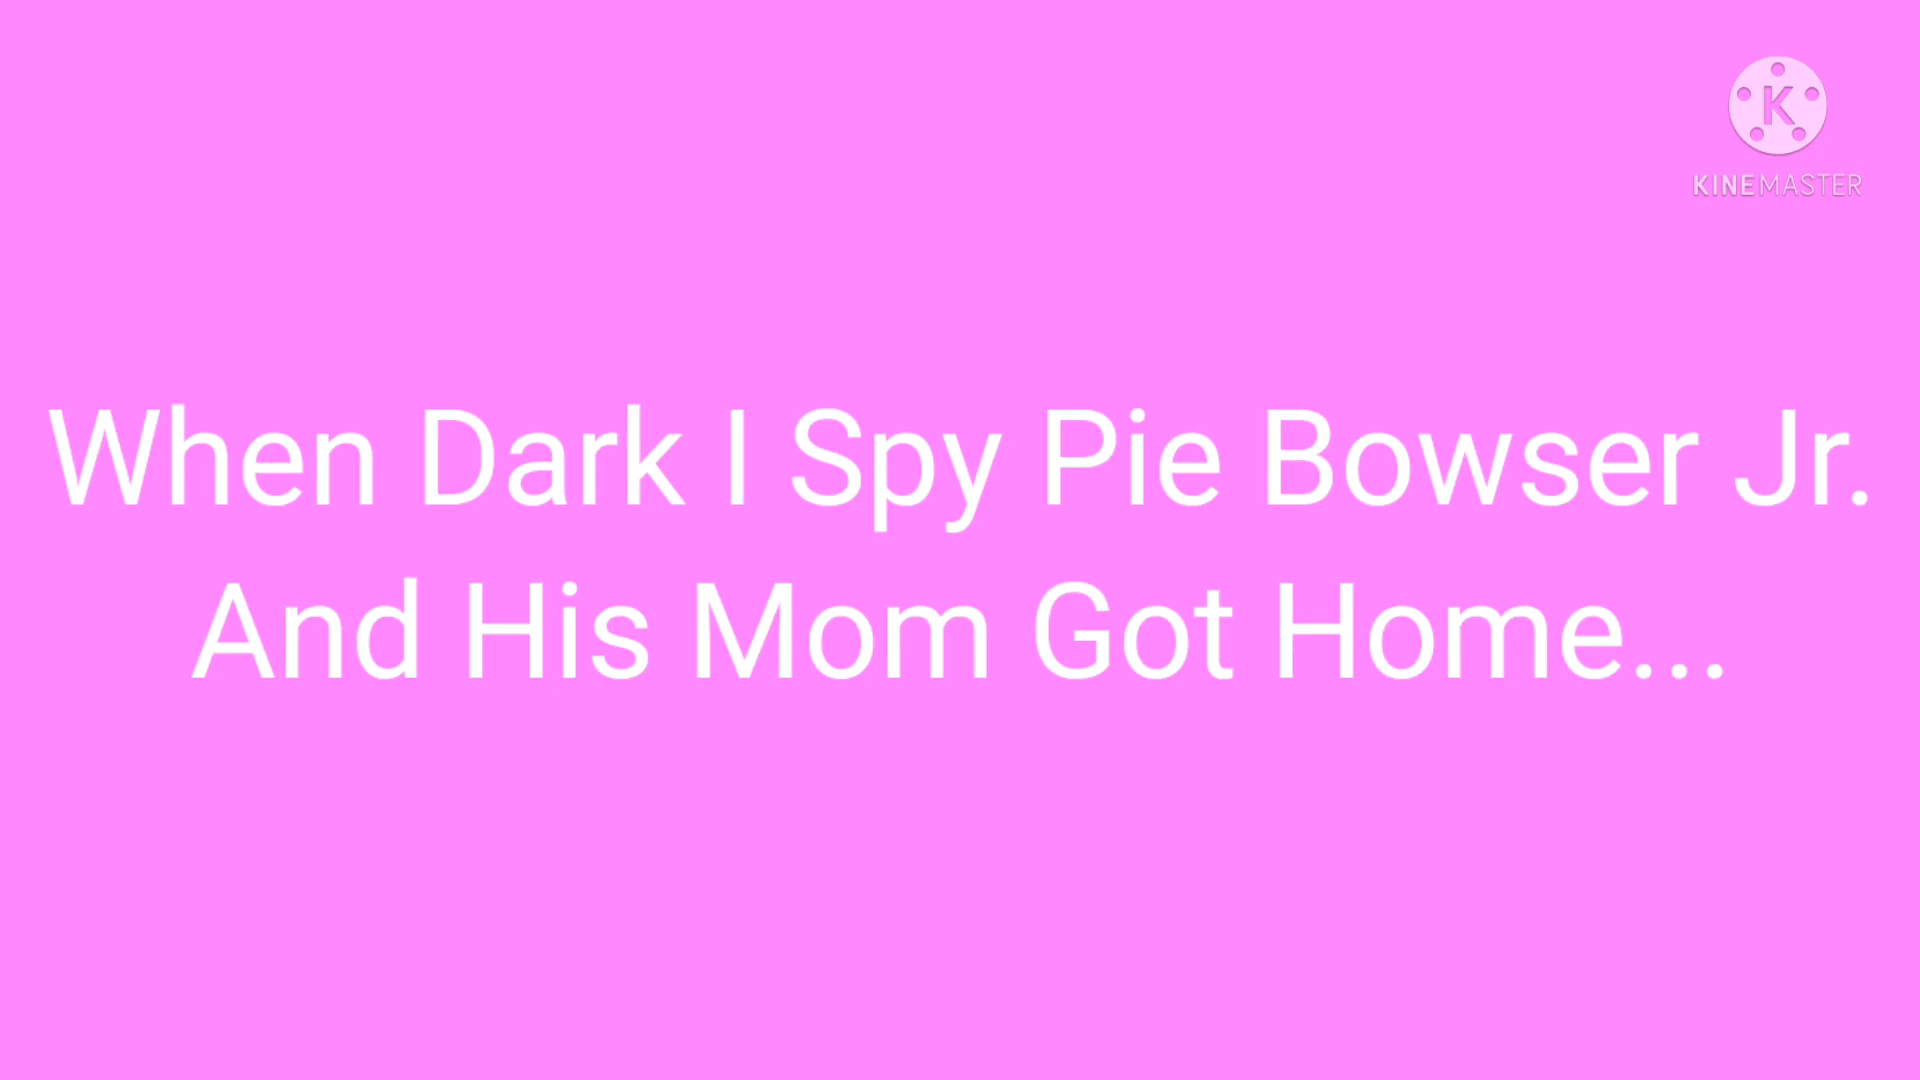 K
KINEMASTER
When Dark I Spy Pie Bowser Jr.
And His Mom Got Home...